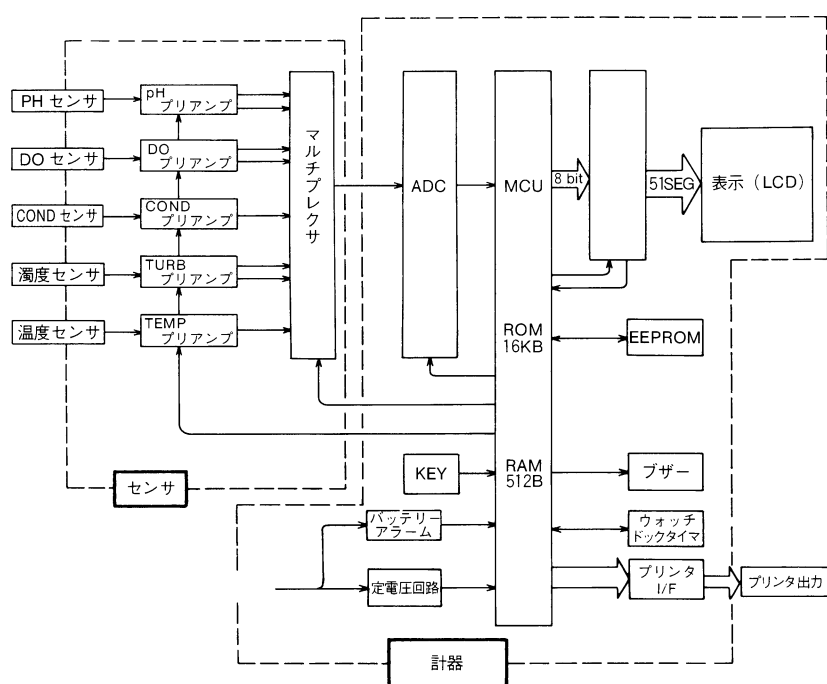 PH センサ
pH
プリアンプ
DO センサ
DO
プリアンプ
COND センサ
COND
プリアンプ
濁度センサ
TURB
プリアンプ
温度センサ
TEMP
プリアンプ
マルチプレクサ
ADC
MCU
8 bit
51SEG
表示 (LCD)
ROM
16KB
EEPROM
センサ
KEY
RAM
512B
ブザー
バッテリー
アラーム
ウォッチ
ドックタイマ
定電圧回路
プリンタ
I/F
プリンタ出力
計器